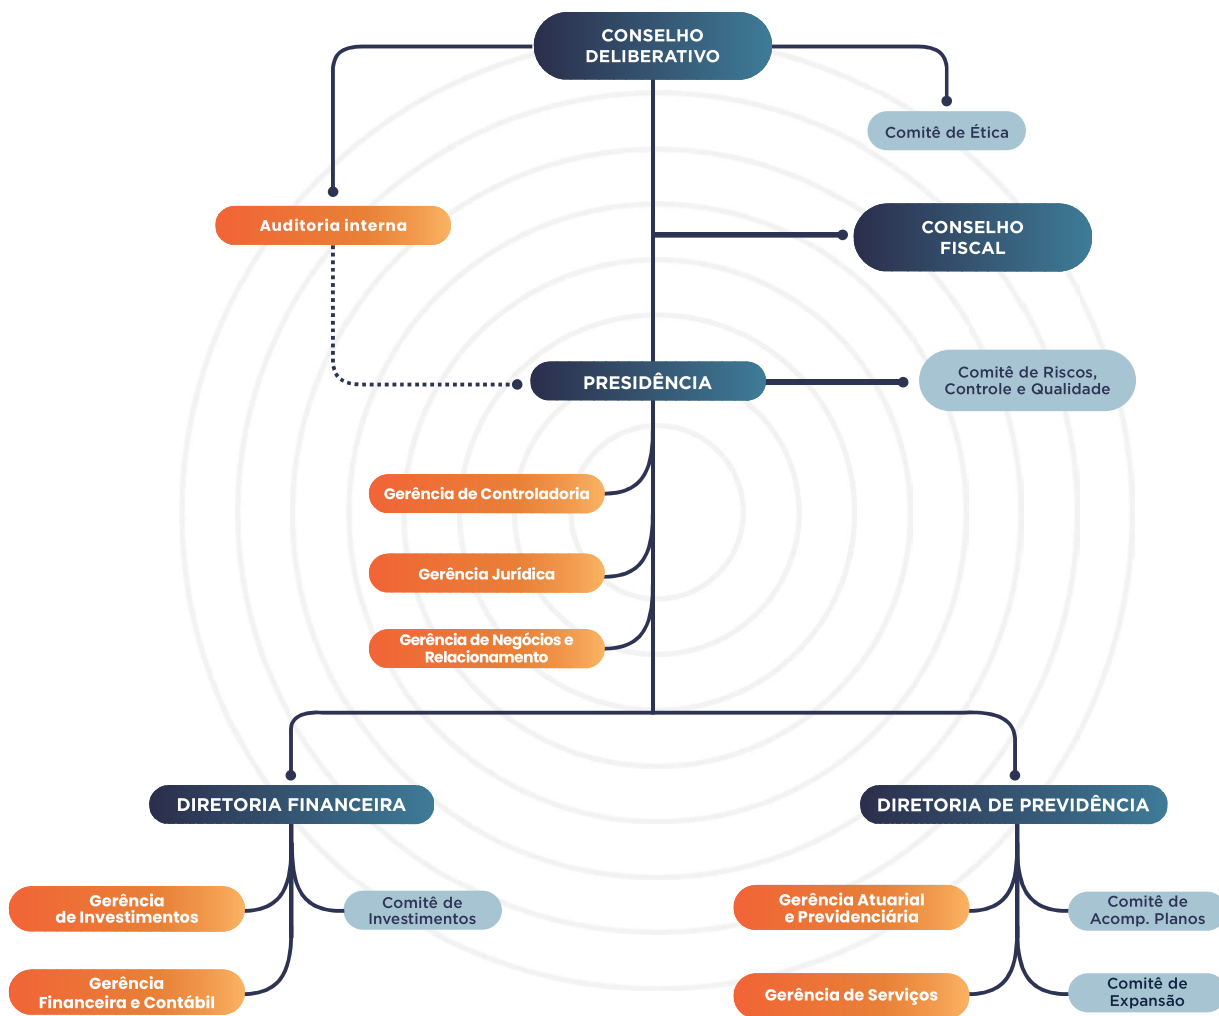 CONSELHO
DELIBERATIVO
Comitê de Ética
Auditoria interna
CONSELHO
FISCAL
PRESIDÊNCIA
Comitê de Riscos,
Controle e Qualidade
Gerência de Controladoria
Gerência Jurídica
Gerência de Negócios e
Relacionamento
DIRETORIA FINANCEIRA
DIRETORIA DE PREVIDÊNCIA
Gerência
de Investimentos
Comitê de
Investimentos
Gerência Atuarial
e Previdenciária
Comitê de
Acomp. Planos
Gerência
Financeira e Contábil
Gerência de Serviços
Comitê de
Expansão